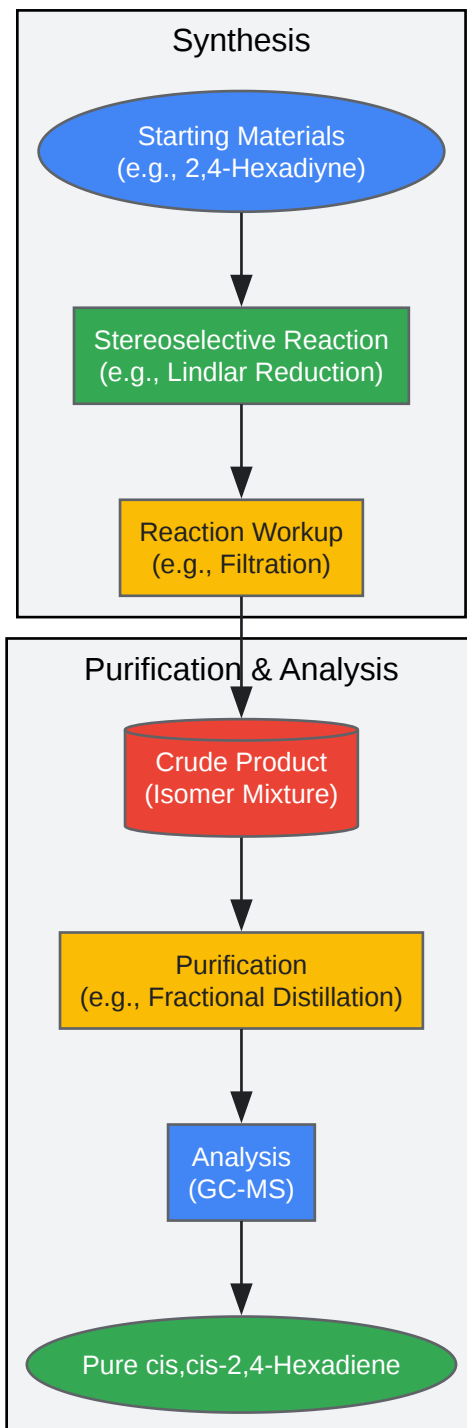 Synthesis
Starting Materials
(e.g., 2,4-Hexadiyne)
Stereoselective Reaction
(e.g., Lindlar Reduction)
Reaction Workup
(e.g., Filtration)
Purification & Analysis
Crude Product
(Isomer Mixture)
Purification
(e.g., Fractional Distillation)
Analysis
(GC-MS)
Pure cis,cis-2,4-Hexadiene